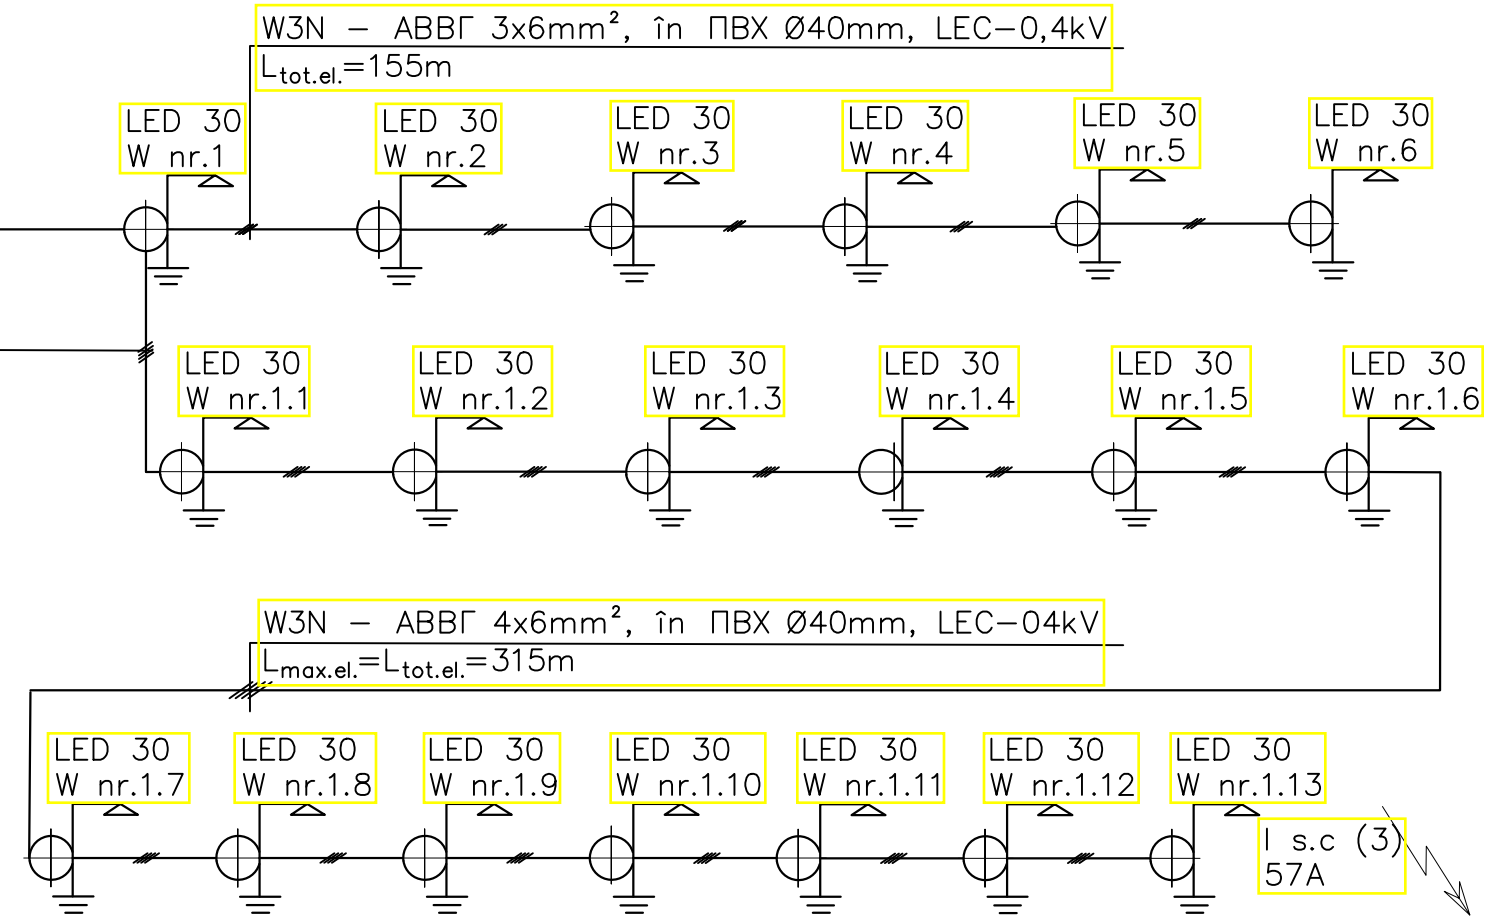 W3N – АВВГ 3x6mm², în ПВХ Ø40mm, LEC–0,4kV
Ltot.el.=155m
LED 30
W nr.1
LED 30
W nr.2
LED 30
W nr.3
LED 30
W nr.4
LED 30
W nr.5
LED 30
W nr.6
LED 30
W nr.1.1
LED 30
W nr.1.2
LED 30
W nr.1.3
LED 30
W nr.1.4
LED 30
W nr.1.5
LED 30
W nr.1.6
W3N – АВВГ 4x6mm², în ПВХ Ø40mm, LEC–04kV
Lmax.el.=Ltot.el.=315m
LED 30
W nr.1.7
LED 30
W nr.1.8
LED 30
W nr.1.9
LED 30
W nr.1.10
LED 30
W nr.1.11
LED 30
W nr.1.12
LED 30
W nr.1.13
I s.c (3)
57A